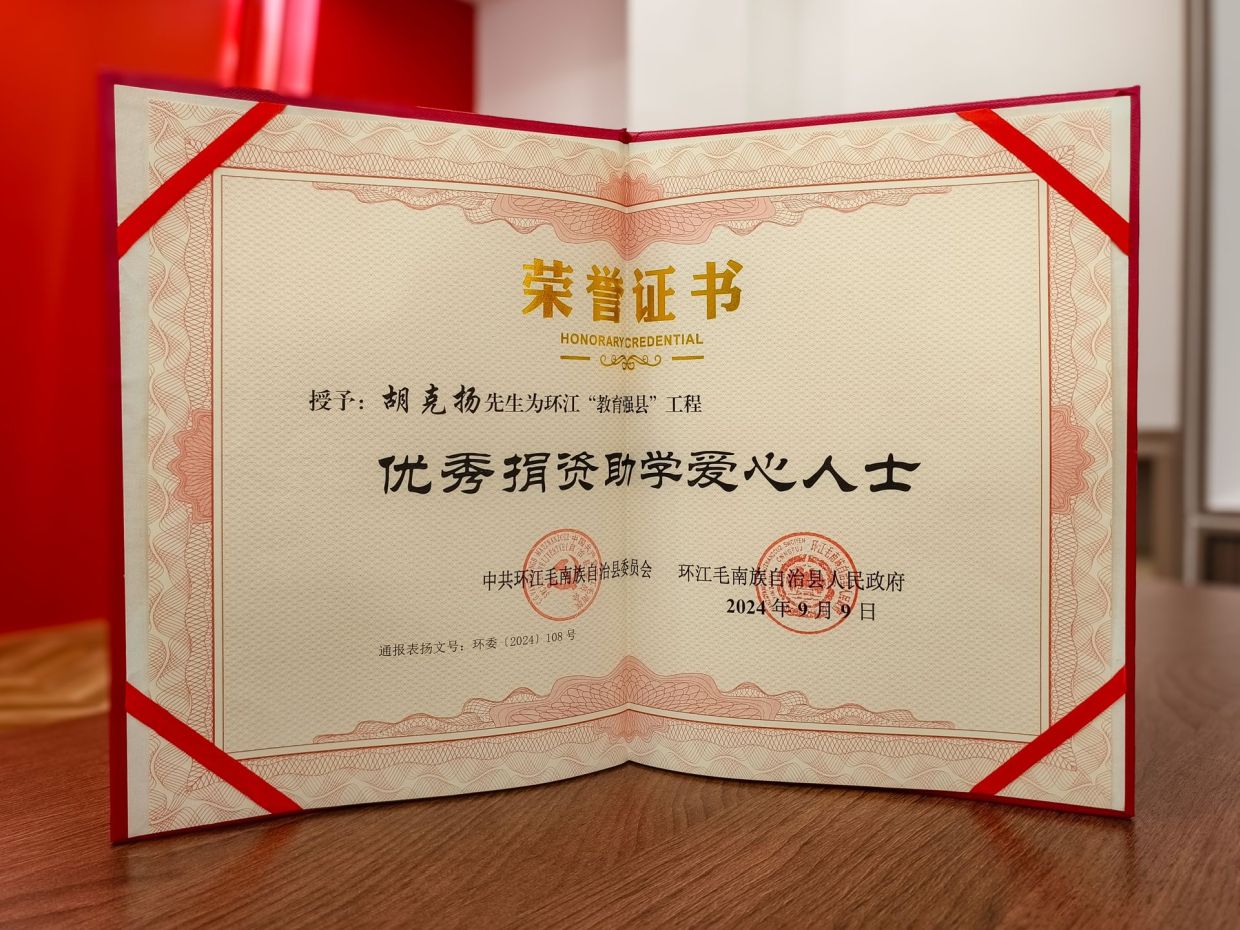 荣誉证书
HONORARYCREDENTIAL
授予：胡克扬先生为环江“教育强县”工程
优秀捐资助学爱心人士
中共环江毛南族自治县委员会 环江毛南族自治县人民政府
2024年9月9日
通报表扬文号：环委〔2024〕108号